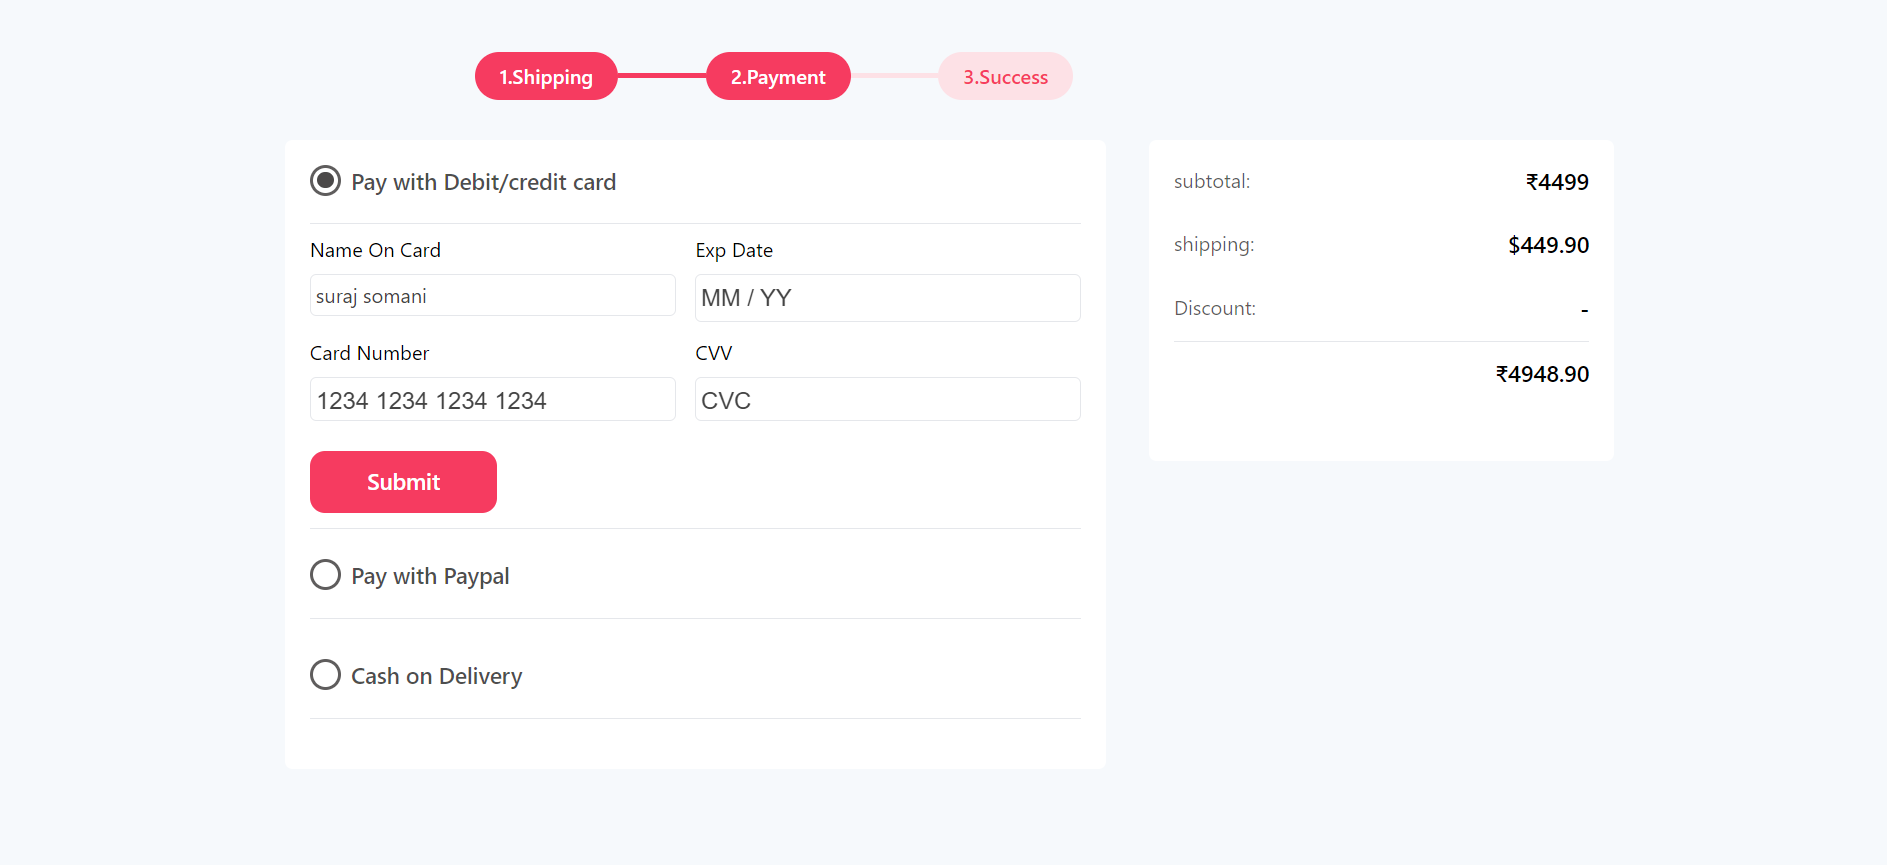 1.Shipping
2.Payment
3.Success
Pay with Debit/credit card
Name On Card
Exp Date
suraj somani
MM / YY
Card Number
CVV
1234 1234 1234 1234
CVC
Submit
Pay with Paypal
Cash on Delivery
subtotal: ₹4499
shipping: $449.90
Discount: -
₹4948.90